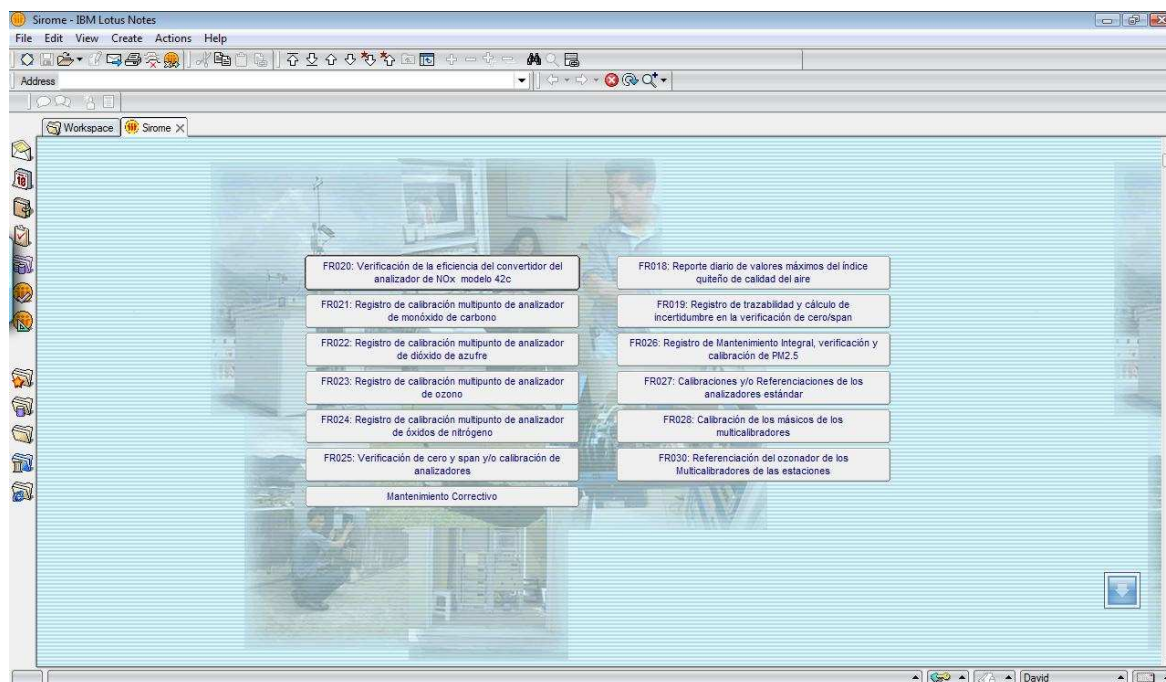 Sirome - IBM Lotus Notes
File Edit View Create Actions Help
Address
Workspace Sirome
FR020: Verificación de la eficiencia del convertidor del
analizador de NOx modelo 42c
FR021: Registro de calibración multipunto de analizador
de monóxido de carbono
FR022: Registro de calibración multipunto de analizador
de dióxido de azufre
FR023: Registro de calibración multipunto de analizador
de ozono
FR024: Registro de calibración multipunto de analizador
de óxidos de nitrógeno
FR025: Verificación de cero y span y/o calibración de
analizadores
Mantenimiento Correctivo
FR018: Reporte diario de valores máximos del índice
quiteño de calidad del aire
FR019: Registro de trazabilidad y cálculo de
incertidumbre en la verificación de cero/span
FR026: Registro de Mantenimiento Integral, verificación y
calibración de PM2.5
FR027: Calibraciones y/o Referenciaciones de los
analizadores estándar
FR028: Calibración de los másicos de los
multicalibradores
FR030: Referenciación del ozonador de los
Multicalibradores de las estaciones
David